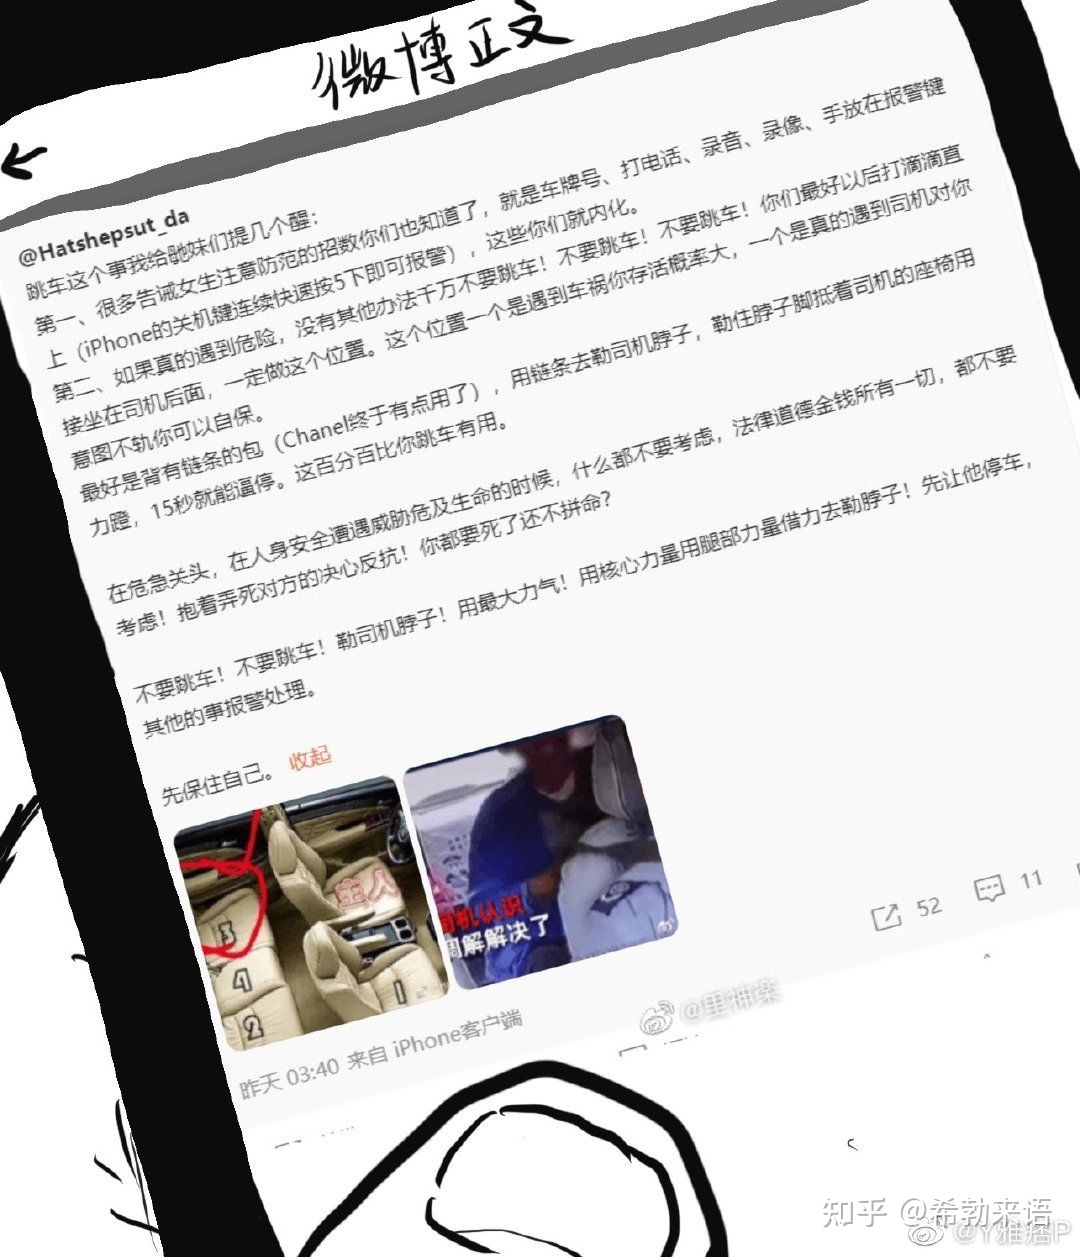 微博正文
@Hatshepsut_da
跳车这个事我给毑妹们提几个醒：
第一、很多告诫女生注意防范的招数你们也知道了，就是车牌号、打电话、录音、录像、手放在报警键
上（iPhone的关机键连续快速按5下即可报警），这些你们就内化。
第二、如果真的遇到危险，没有其他办法千万不要跳车！不要跳车！不要跳车！你们最好以后打滴滴直
接坐在司机后面，一定做这个位置。这个位置一个是遇到车祸你存活概率大，一个是真的遇到司机对你
意图不轨你可以自保。
最好是背有链条的包（Chanel终于有点用了），用链条去勒司机脖子，勒住脖子脚抵着司机的座椅用
力蹬，15秒就能逼停。这百分百比你跳车有用。
在危急关头，在人身安全遭遇威胁危及生命的时候，什么都不要考虑，法律道德金钱所有一切，都不要
考虑！抱着弄死对方的决心反抗！你都要死了还不拼命？
不要跳车！不要跳车！勒司机脖子！用最大力气！用核心力量用腿部力量借力去勒脖子！先让他停车，
其他的事报警处理。
先保住自己。 收起
主人
3
4
2
1
司机认识
调解解决了
52
11
昨天 03:40 来自 iPhone客户端
@里神楽
知乎 @希勃来语
@Y雅痞P